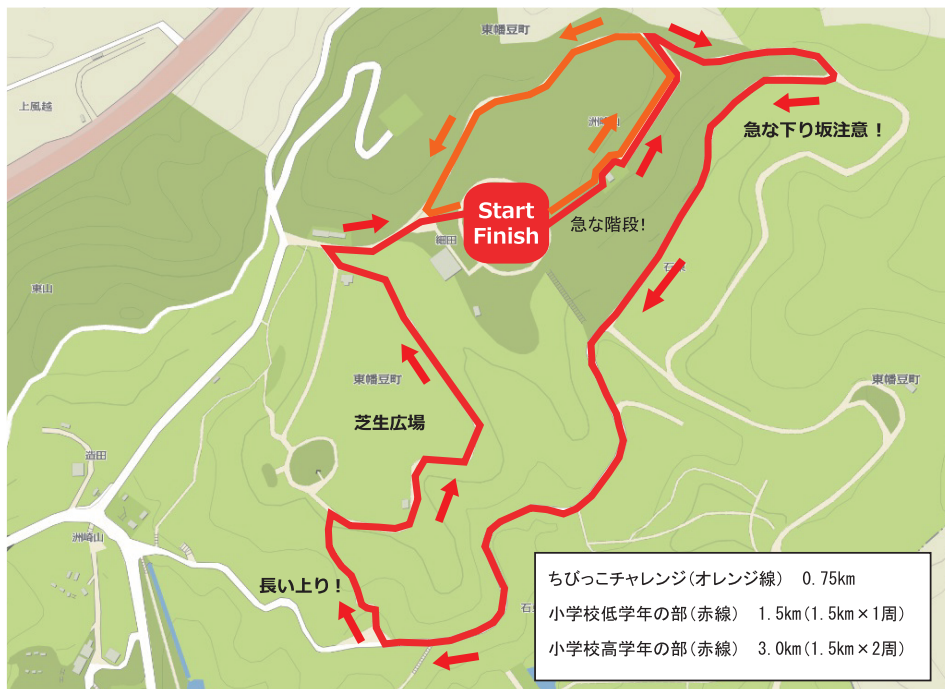 東幡豆町
上風越
洲崎山
急な下り坂注意！
Start
Finish
急な階段!
細田
東山
東幡豆町
東幡豆町
芝生広場
造田
洲崎山
長い上り！
ちびっこチャレンジ(オレンジ線) 0.75km
小学校低学年の部(赤線) 1.5km(1.5km×1周)
小学校高学年の部(赤線) 3.0km(1.5km×2周)